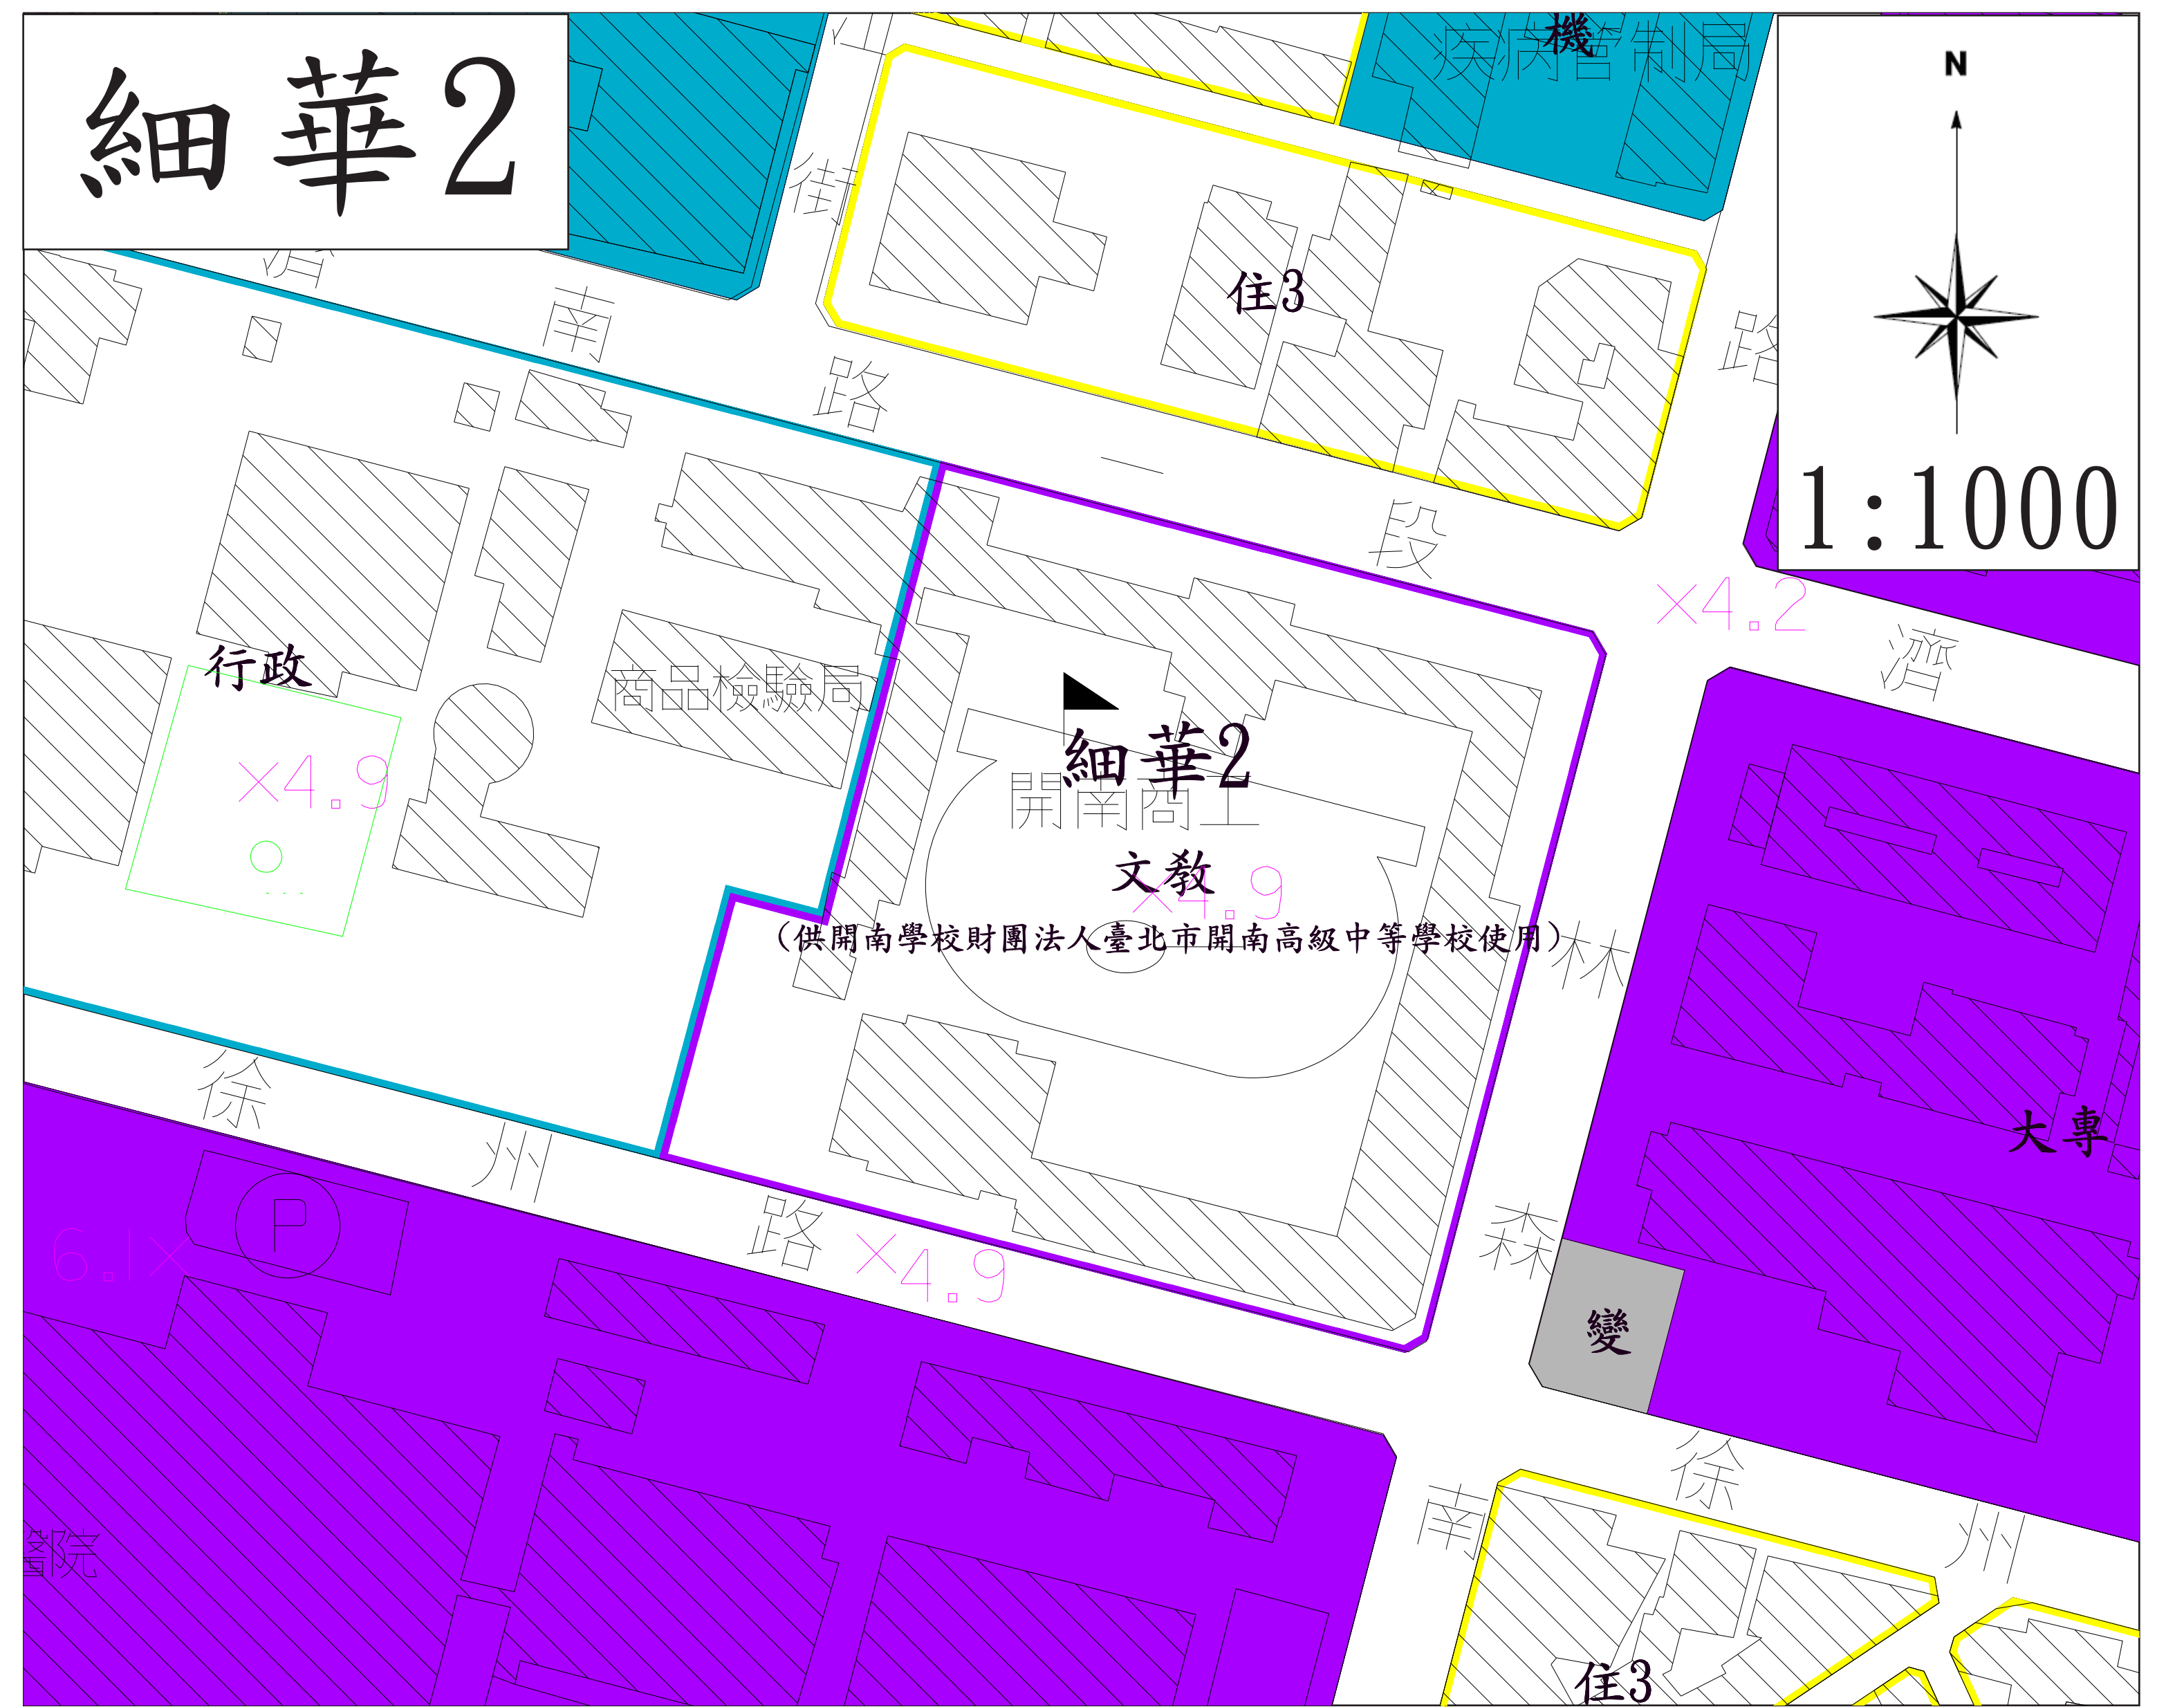 細華2
機
疾病管制局
N
1:1000
街
住3
路
南
路
一
段
×4.2
濟
行政
商品檢驗局
×4.9
細華2
開南商工
文教
×4.9
(供開南學校財團法人臺北市開南高級中等學校使用)
林
大專
徐
州
路
×4.9
森
變
P
6.1×
徐
州
南
醫院
住3